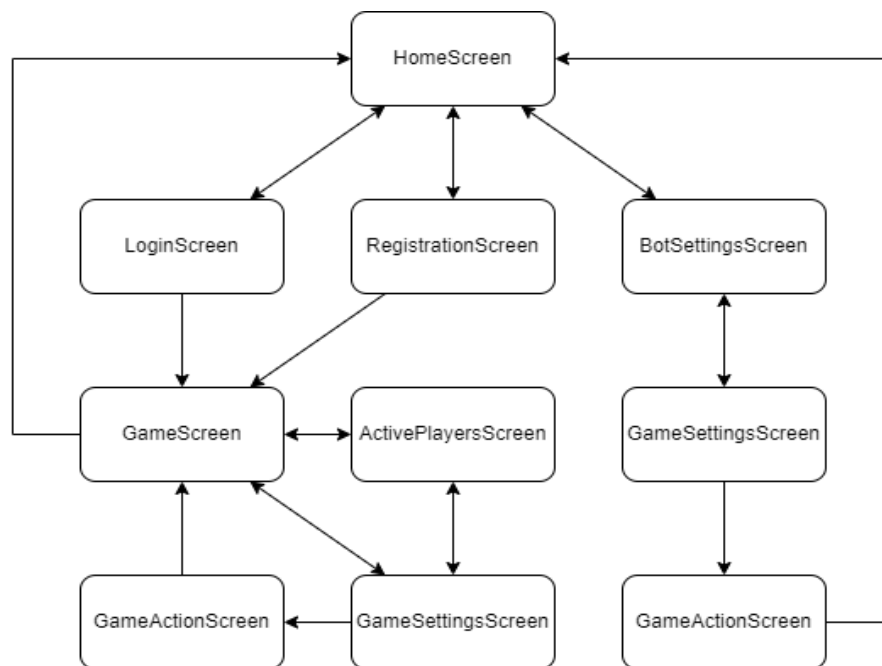 HomeScreen
LoginScreen
RegistrationScreen
BotSettingsScreen
GameScreen
ActivePlayersScreen
GameSettingsScreen
GameActionScreen
GameSettingsScreen
GameActionScreen